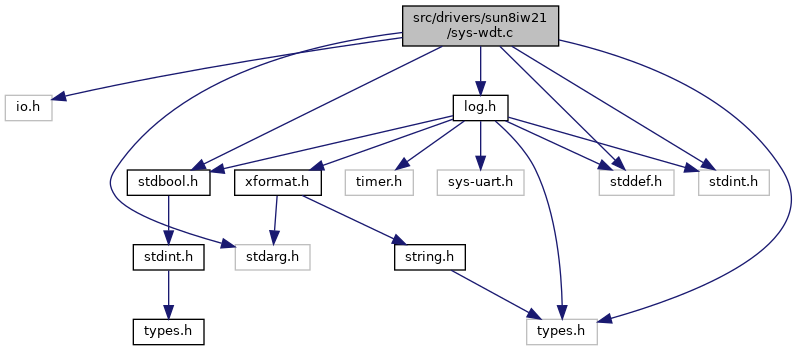 src/drivers/sun8iw21
/sys-wdt.c
io.h
log.h
stdbool.h
xformat.h
timer.h
sys-uart.h
stddef.h
stdint.h
stdint.h
stdarg.h
string.h
types.h
types.h